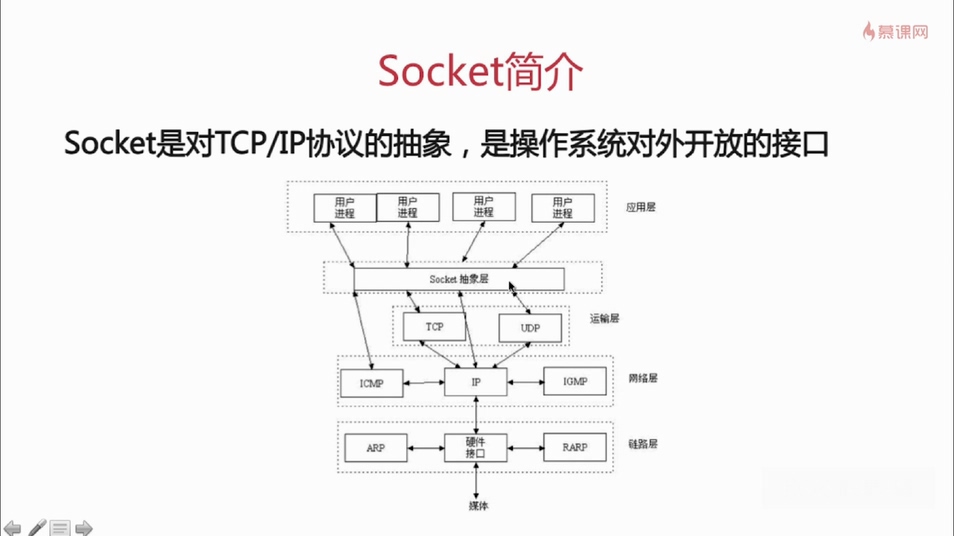 慕课网
Socket简介
Socket是对TCP/IP协议的抽象，是操作系统对外开放的接口
用户
进程
用户
进程
用户
进程
用户
进程
应用层
Socket 抽象层
TCP
UDP
运输层
ICMP
IP
IGMP
网络层
ARP
硬件
接口
RARP
链路层
媒体